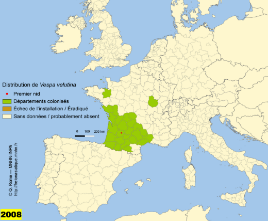 Distribution de Vespa velutina
Premier nid
Départements colonisés
Échec de l'installation / Éradiqué
Sans données / probablement absent
0 100 200 km
2008